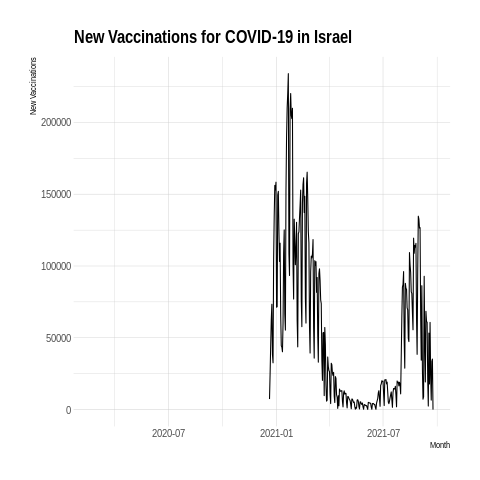 New Vaccinations for COVID-19 in Israel
New Vaccinations
200000
150000
100000
50000
0
2020-07 2021-01 2021-07
Month